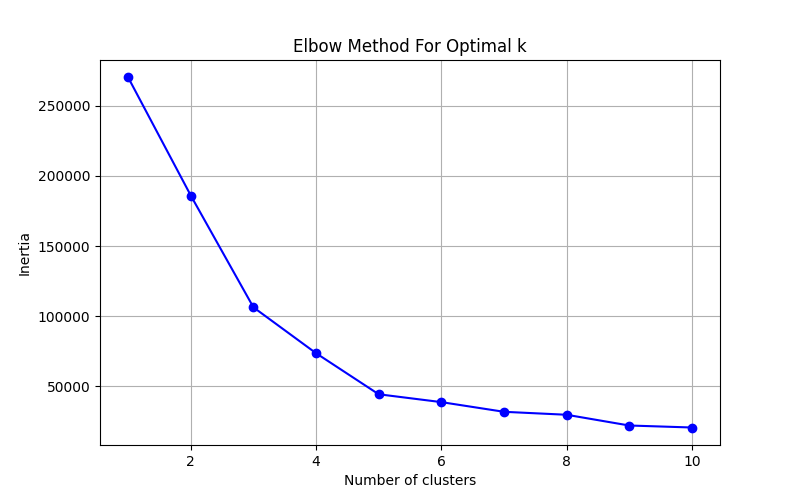 Elbow Method For Optimal k
Inertia
250000
200000
150000
100000
50000
2 4 6 8 10
Number of clusters